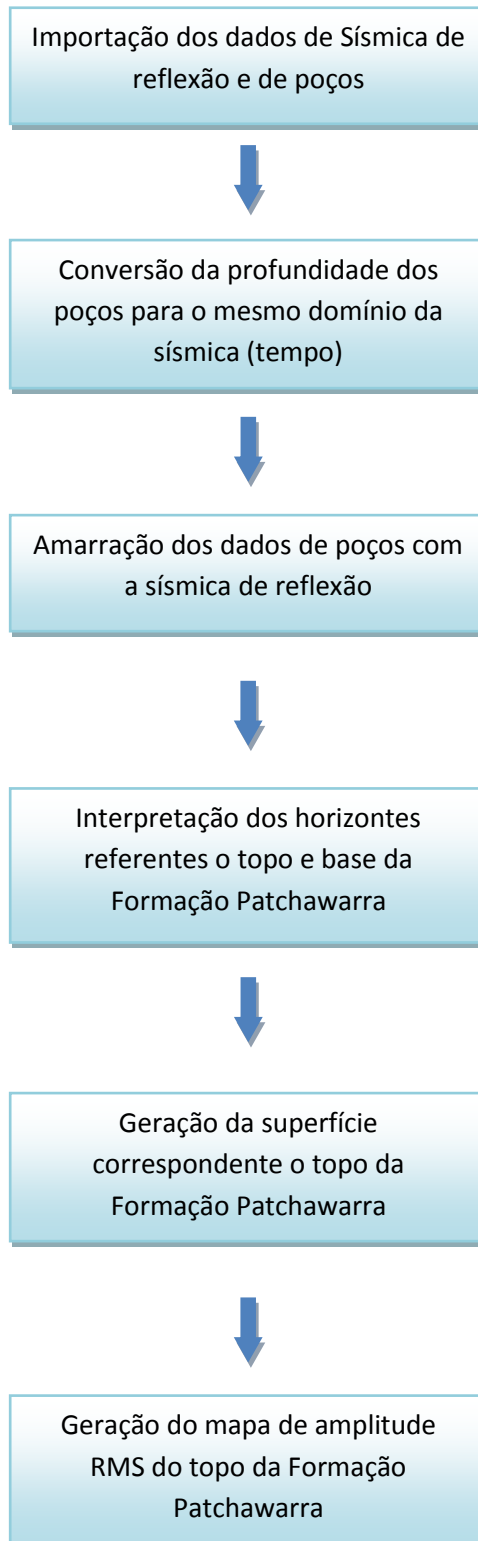 Importação dos dados de Sísmica de
reflexão e de poços
Conversão da profundidade dos
poços para o mesmo domínio da
sísmica (tempo)
Amarração dos dados de poços com
a sísmica de reflexão
Interpretação dos horizontes
referentes o topo e base da
Formação Patchawarra
Geração da superfície
correspondente o topo da
Formação Patchawarra
Geração do mapa de amplitude
RMS do topo da Formação
Patchawarra